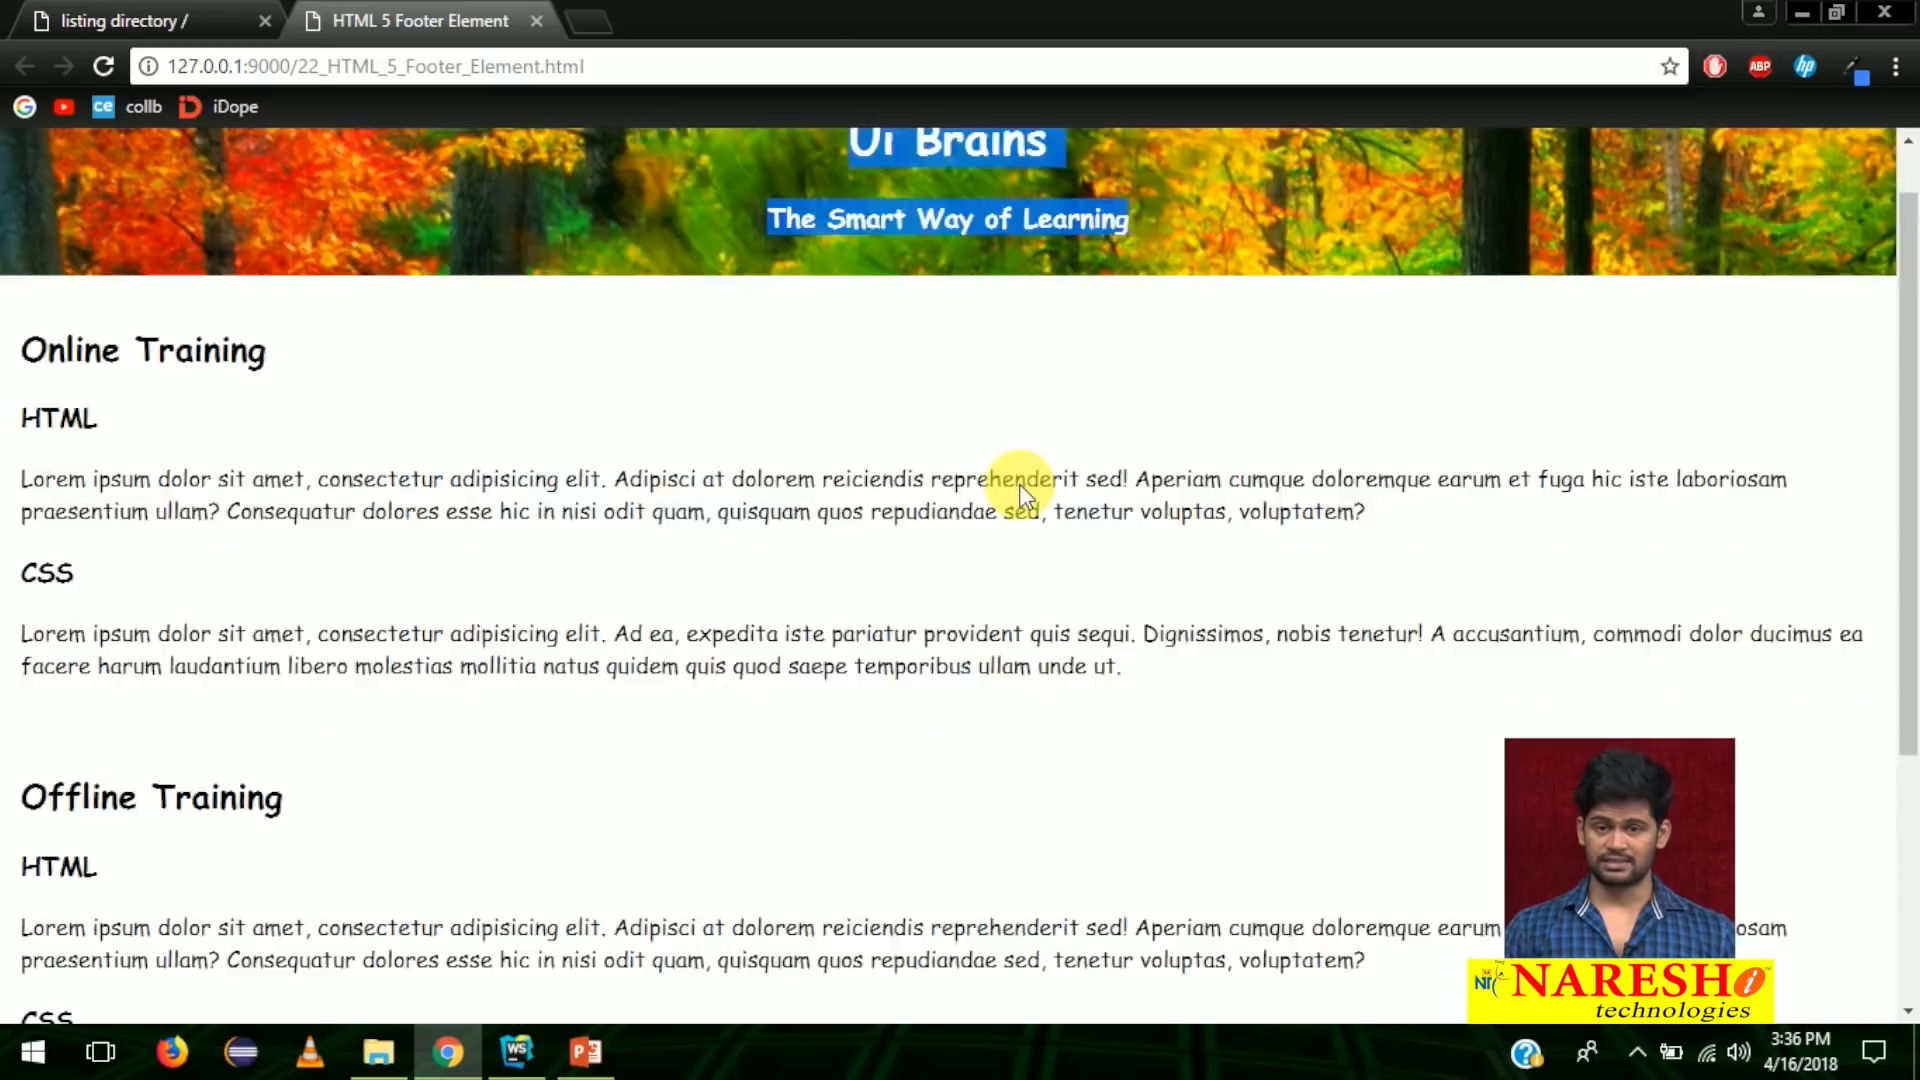 listing directory /
HTML 5 Footer Element
127.0.0.1:9000/22_HTML_5_Footer_Element.html
ABP
hp
ce collb
iDope
Ui Brains
The Smart Way of Learning
Online Training
HTML
Lorem ipsum dolor sit amet, consectetur adipisicing elit. Adipisci at dolorem reiciendis reprehenderit sed! Aperiam cumque doloremque earum et fuga hic iste laboriosam
praesentium ullam? Consequatur dolores esse hic in nisi odit quam, quisquam quos repudiandae sed, tenetur voluptas, voluptatem?
CSS
Lorem ipsum dolor sit amet, consectetur adipisicing elit. Ad ea, expedita iste pariatur provident quis sequi. Dignissimos, nobis tenetur! A accusantium, commodi dolor ducimus ea
facere harum laudantium libero molestias mollitia natus quidem quis quod saepe temporibus ullam unde ut.
Offline Training
HTML
Lorem ipsum dolor sit amet, consectetur adipisicing elit. Adipisci at dolorem reiciendis reprehenderit sed! Aperiam cumque doloremque earum osam
praesentium ullam? Consequatur dolores esse hic in nisi odit quam, quisquam quos repudiandae sed, tenetur voluptas, voluptatem?
CSS
NARESH i
technologies
WS
3:36 PM
4/16/2018